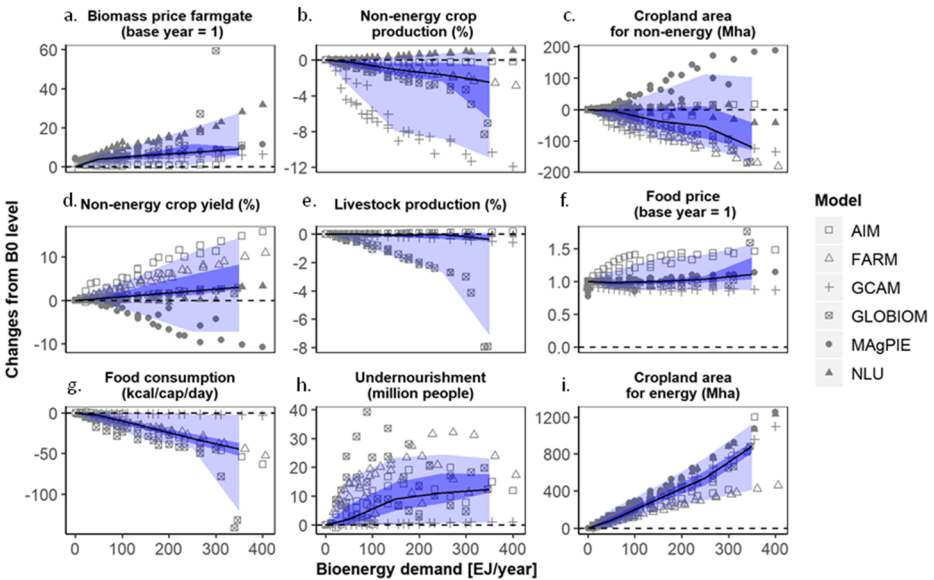 a. Biomass price farmgate
(base year = 1)
b. Non-energy crop
production (%)
c. Cropland area
for non-energy (Mha)
60
40
20
0
0
-4
-8
-12
200
100
0
-100
-200
d. Non-energy crop yield (%)
e. Livestock production (%)
f. Food price
(base year = 1)
10
0
-10
0
-2
-4
-6
-8
1.5
1.0
0.5
0.0
g. Food consumption
(kcal/cap/day)
h. Undernourishment
(million people)
i. Cropland area
for energy (Mha)
0
-50
-100
40
30
20
10
0
1200
800
400
0
0 100 200 300 400
0 100 200 300 400
0 100 200 300 400
Changes from B0 level
Bioenergy demand [EJ/year]
Model
AIM
FARM
GCAM
GLOBIOM
MAgPIE
NLU